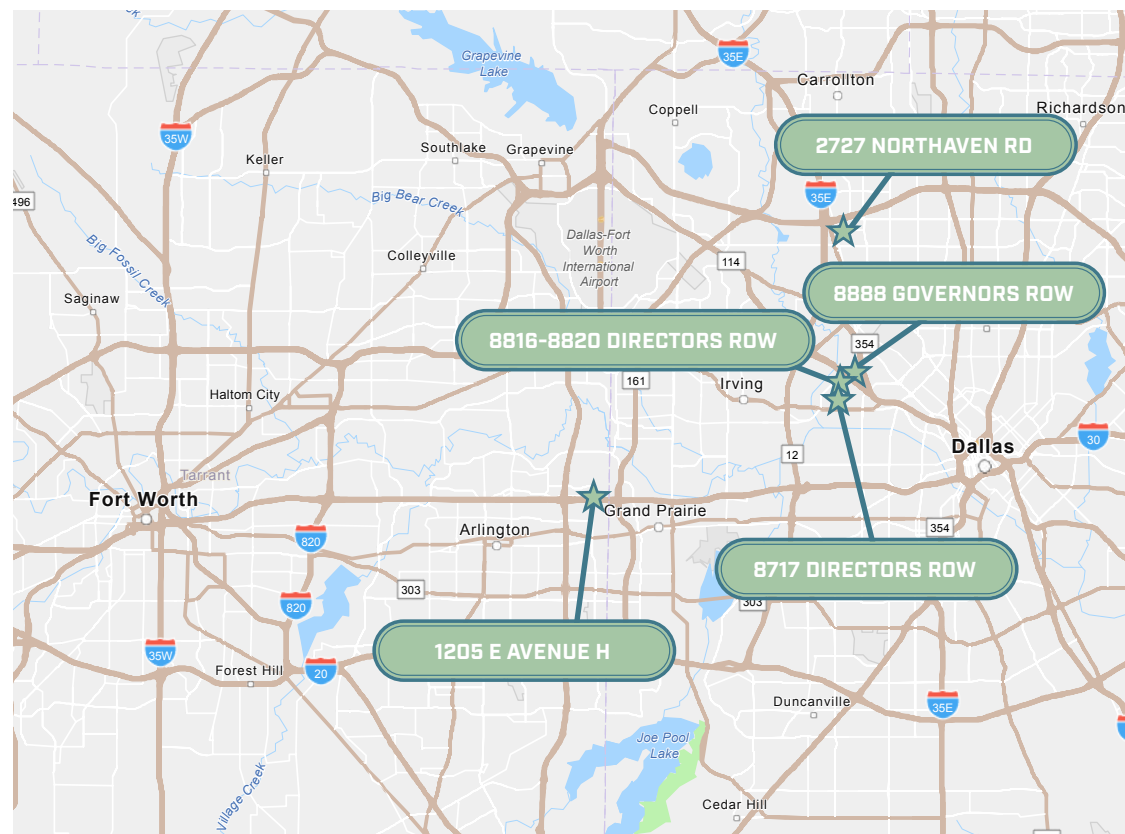 Grapevine
Lake
35E
Carrollton
Coppell
Richardson
35W
Southlake
Grapevine
Keller
2727 NORTHAVEN RD
496
Big Bear Creek
35E
Big Fossil Creek
Dallas-Fort
Worth
International
Airport
Colleyville
114
Saginaw
8888 GOVERNORS ROW
8816-8820 DIRECTORS ROW
354
161
Irving
Haltom City
30
Dallas
12
Tarrant
Fort Worth
Grand Prairie
Arlington
354
820
8717 DIRECTORS ROW
303
820
303
1205 E AVENUE H
35W
Forest Hill
20
Duncanville
35E
Joe Pool
Lake
Village Creek
Cedar Hill